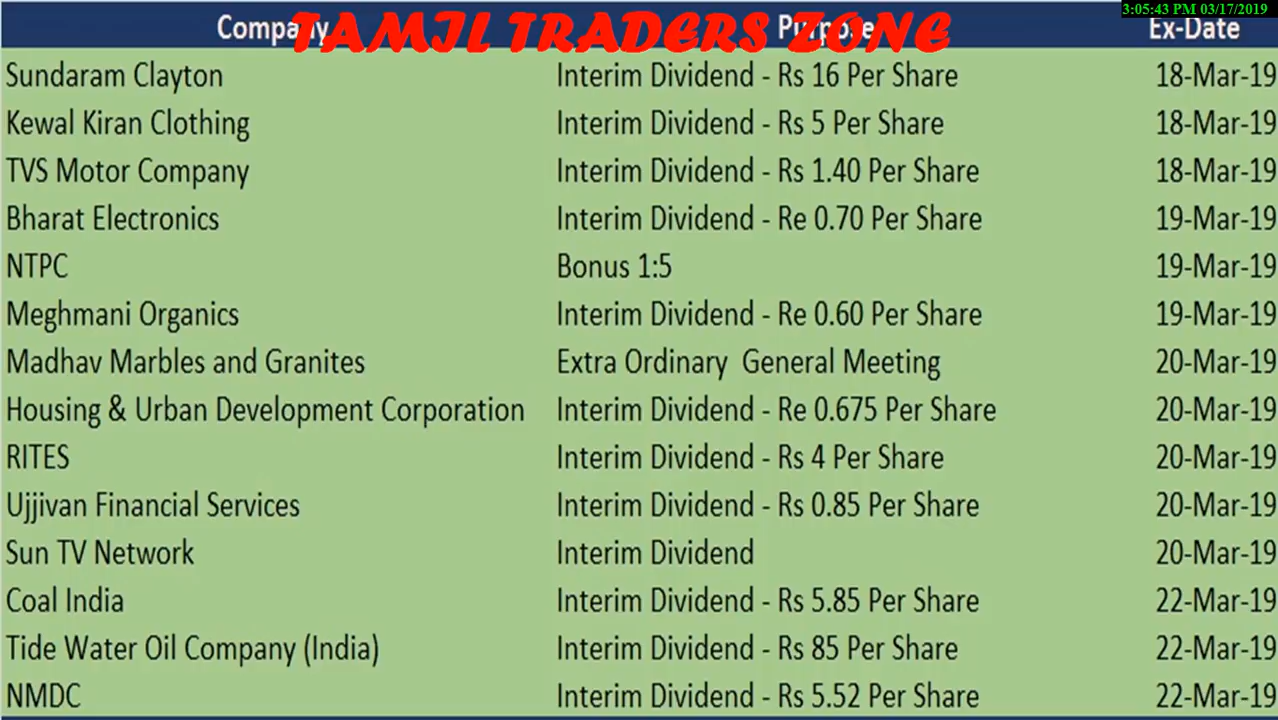 3:05:43 PM 03/17/2019
TAMIL TRADERS ZONE
Company Purpose Ex-Date
Sundaram Clayton Interim Dividend - Rs 16 Per Share 18-Mar-19
Kewal Kiran Clothing Interim Dividend - Rs 5 Per Share 18-Mar-19
TVS Motor Company Interim Dividend - Rs 1.40 Per Share 18-Mar-19
Bharat Electronics Interim Dividend - Re 0.70 Per Share 19-Mar-19
NTPC Bonus 1:5 19-Mar-19
Meghmani Organics Interim Dividend - Re 0.60 Per Share 19-Mar-19
Madhav Marbles and Granites Extra Ordinary General Meeting 20-Mar-19
Housing & Urban Development Corporation Interim Dividend - Re 0.675 Per Share 20-Mar-19
RITES Interim Dividend - Rs 4 Per Share 20-Mar-19
Ujjivan Financial Services Interim Dividend - Rs 0.85 Per Share 20-Mar-19
Sun TV Network Interim Dividend 20-Mar-19
Coal India Interim Dividend - Rs 5.85 Per Share 22-Mar-19
Tide Water Oil Company (India) Interim Dividend - Rs 85 Per Share 22-Mar-19
NMDC Interim Dividend - Rs 5.52 Per Share 22-Mar-19